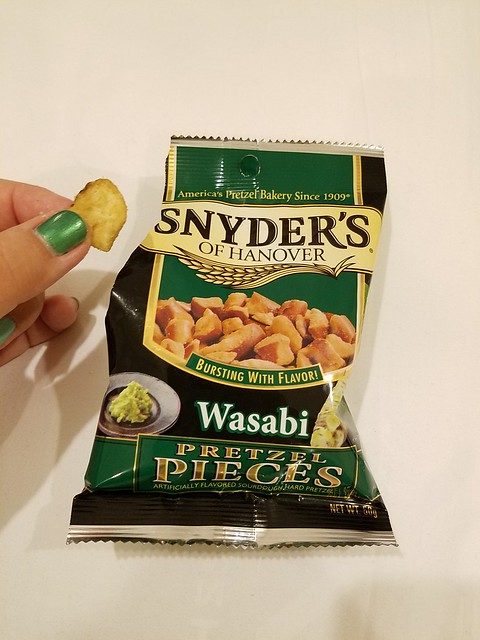 America's Pretzel Bakery Since 1909®
SNYDER'S®
OF HANOVER
BURSTING WITH FLAVOR!
Wasabi
PRETZEL
PIECES
ARTIFICIALLY FLAVORED SOURDOUGH HARD PRETZEL
NET WT. 60g